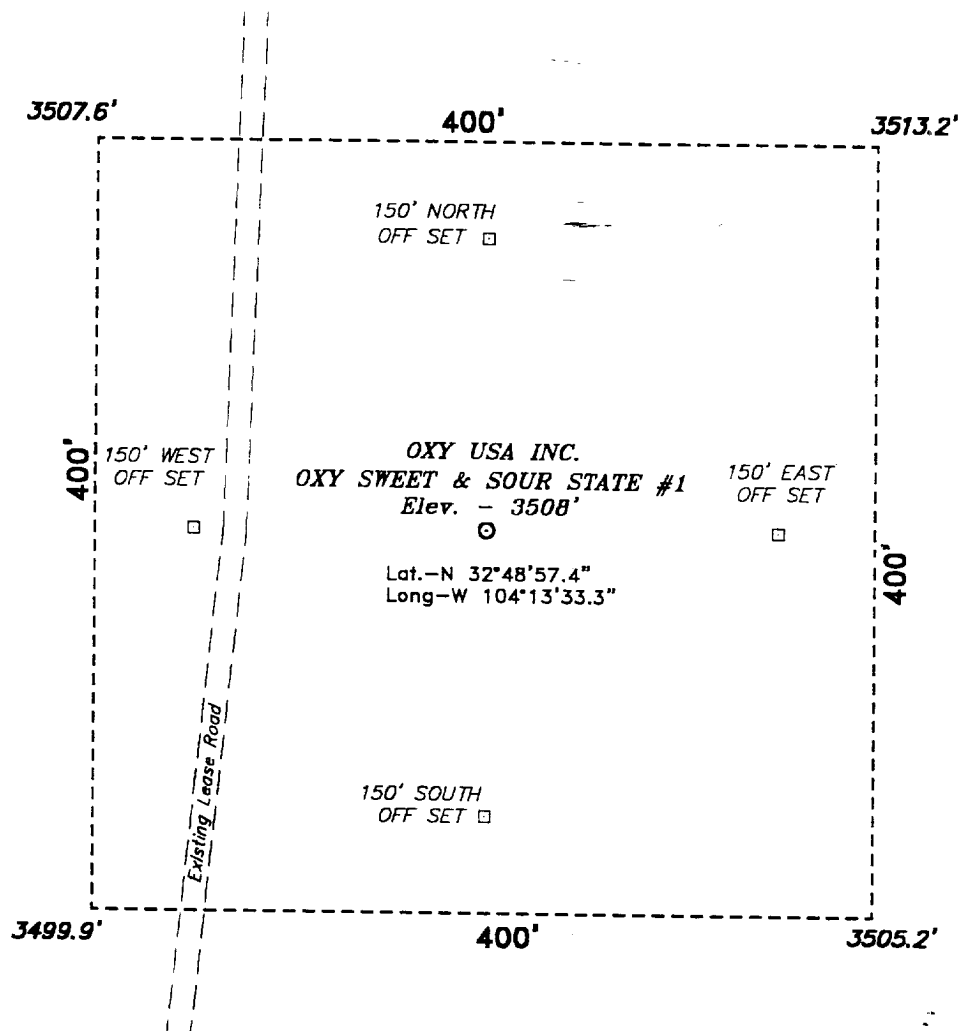 3507.6'
400'
3513.2'
150' NORTH
OFF SET
400'
150' WEST
OFF SET
OXY USA INC.
OXY SWEET & SOUR STATE #1
Elev. - 3508'
150' EAST
OFF SET
Lat.-N 32°48'57.4"
Long-W 104°13'33.3"
400'
Existing Lease Road
150' SOUTH
OFF SET
3499.9'
400'
3505.2'